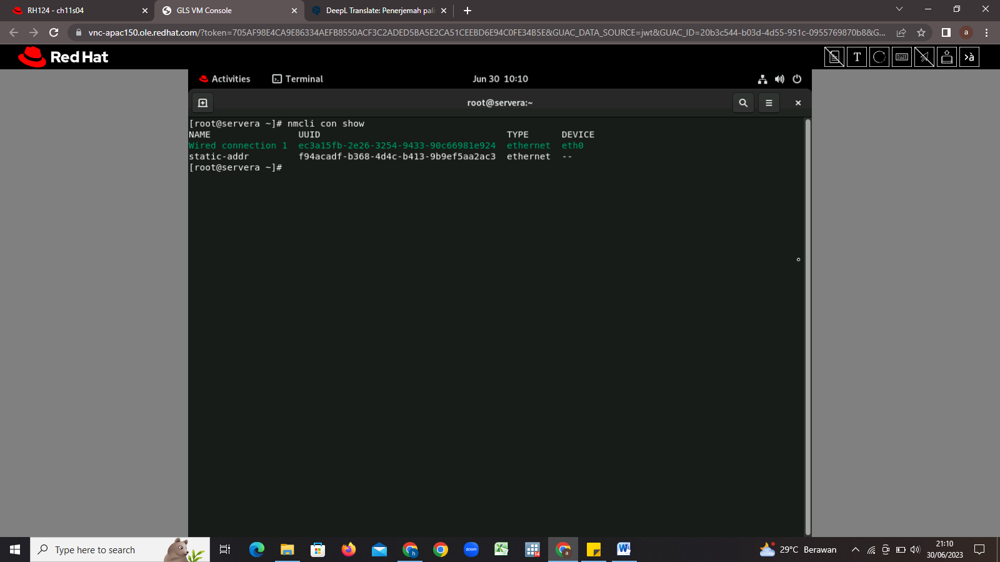 RH124 - ch11s04
GLS VM Console
DeepL Translate: Penerjemah pali
vnc-apac150.ole.redhat.com/?token=705AF98E4CA9E86334AEFB8550ACF3C2ADED5BA5E2CA51CEEBD6E94C0FE34B5E&GUAC_DATA_SOURCE=jwt&GUAC_ID=20b3c544-b03d-4d55-951c-0955769870b8&G...
a
Red Hat
T
>à
Activities
Terminal
Jun 30 10:10
root@servera:~
[root@servera ~]# nmcli con show
NAME UUID TYPE DEVICE
Wired connection 1 ec3a15fb-2e26-3254-9433-90c66981e924 ethernet eth0
static-addr f94acadf-b368-4d4c-b413-9b9ef5aa2ac3 ethernet --
[root@servera ~]#
Type here to search
h
zoom
14
a
29°C Berawan
21:10
30/06/2023